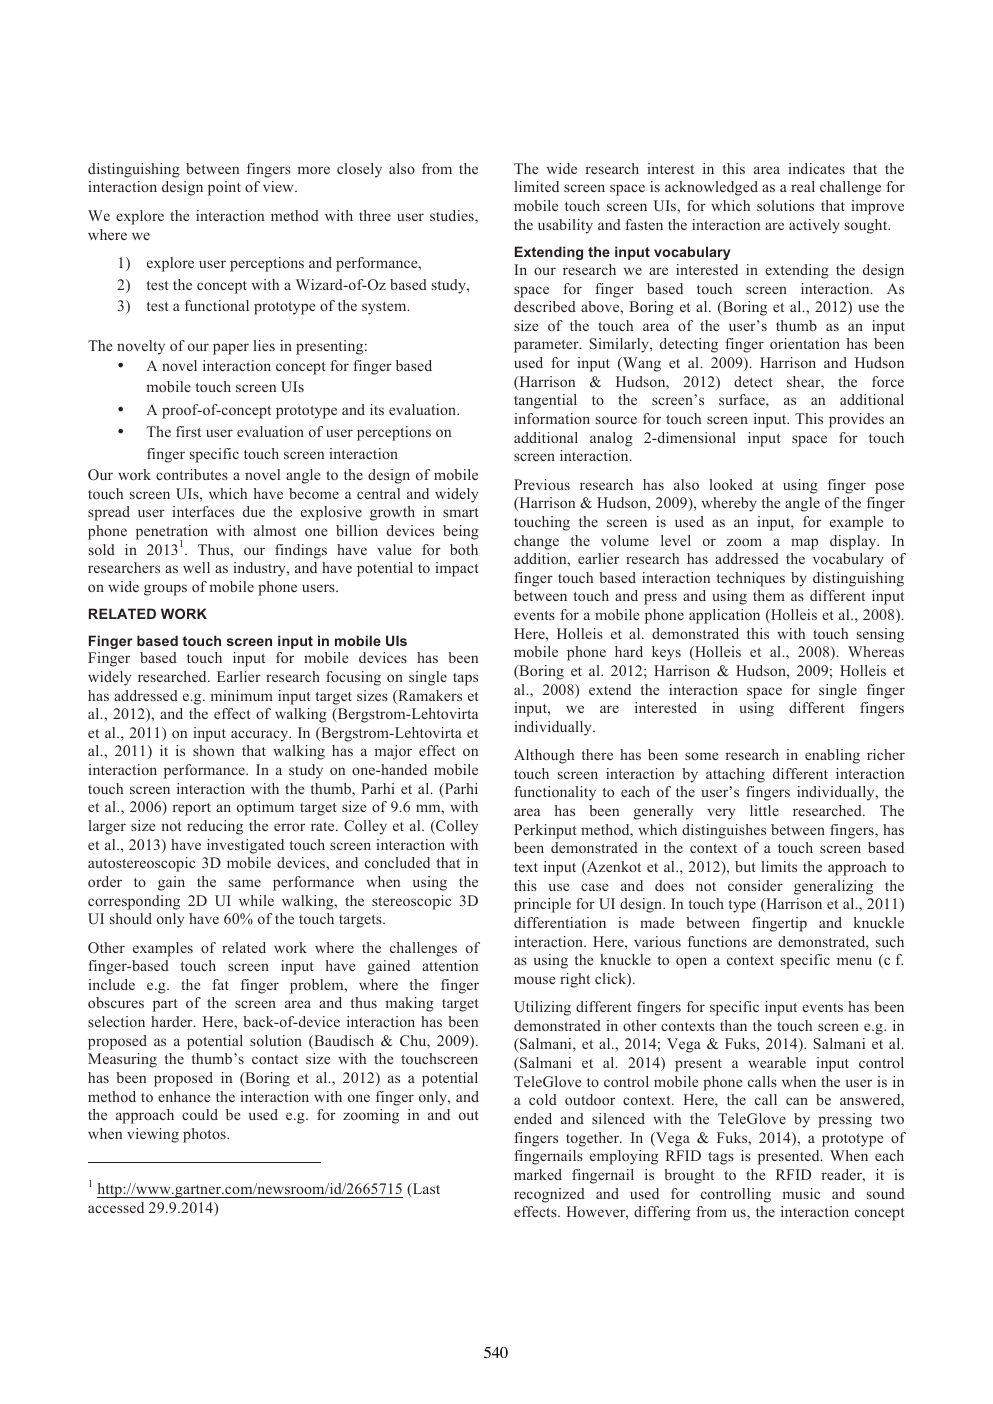 distinguishing between fingers more closely also from the
interaction design point of view.
We explore the interaction method with three user studies,
where we
1) explore user perceptions and performance,
2) test the concept with a Wizard-of-Oz based study,
3) test a functional prototype of the system.
The novelty of our paper lies in presenting:
• A novel interaction concept for finger based
mobile touch screen UIs
• A proof-of-concept prototype and its evaluation.
• The first user evaluation of user perceptions on
finger specific touch screen interaction
Our work contributes a novel angle to the design of mobile
touch screen UIs, which have become a central and widely
spread user interfaces due the explosive growth in smart
phone penetration with almost one billion devices being
sold in 2013¹. Thus, our findings have value for both
researchers as well as industry, and have potential to impact
on wide groups of mobile phone users.
RELATED WORK
Finger based touch screen input in mobile UIs
Finger based touch input for mobile devices has been
widely researched. Earlier research focusing on single taps
has addressed e.g. minimum input target sizes (Ramakers et
al., 2012), and the effect of walking (Bergstrom-Lehtovirta
et al., 2011) on input accuracy. In (Bergstrom-Lehtovirta et
al., 2011) it is shown that walking has a major effect on
interaction performance. In a study on one-handed mobile
touch screen interaction with the thumb, Parhi et al. (Parhi
et al., 2006) report an optimum target size of 9.6 mm, with
larger size not reducing the error rate. Colley et al. (Colley
et al., 2013) have investigated touch screen interaction with
autostereoscopic 3D mobile devices, and concluded that in
order to gain the same performance when using the
corresponding 2D UI while walking, the stereoscopic 3D
UI should only have 60% of the touch targets.
Other examples of related work where the challenges of
finger-based touch screen input have gained attention
include e.g. the fat finger problem, where the finger
obscures part of the screen area and thus making target
selection harder. Here, back-of-device interaction has been
proposed as a potential solution (Baudisch & Chu, 2009).
Measuring the thumb's contact size with the touchscreen
has been proposed in (Boring et al., 2012) as a potential
method to enhance the interaction with one finger only, and
the approach could be used e.g. for zooming in and out
when viewing photos.
¹ http://www.gartner.com/newsroom/id/2665715 (Last
accessed 29.9.2014)
The wide research interest in this area indicates that the
limited screen space is acknowledged as a real challenge for
mobile touch screen UIs, for which solutions that improve
the usability and fasten the interaction are actively sought.
Extending the input vocabulary
In our research we are interested in extending the design
space for finger based touch screen interaction. As
described above, Boring et al. (Boring et al., 2012) use the
size of the touch area of the user's thumb as an input
parameter. Similarly, detecting finger orientation has been
used for input (Wang et al. 2009). Harrison and Hudson
(Harrison & Hudson, 2012) detect shear, the force
tangential to the screen's surface, as an additional
information source for touch screen input. This provides an
additional analog 2-dimensional input space for touch
screen interaction.
Previous research has also looked at using finger pose
(Harrison & Hudson, 2009), whereby the angle of the finger
touching the screen is used as an input, for example to
change the volume level or zoom a map display. In
addition, earlier research has addressed the vocabulary of
finger touch based interaction techniques by distinguishing
between touch and press and using them as different input
events for a mobile phone application (Holleis et al., 2008).
Here, Holleis et al. demonstrated this with touch sensing
mobile phone hard keys (Holleis et al., 2008). Whereas
(Boring et al. 2012; Harrison & Hudson, 2009; Holleis et
al., 2008) extend the interaction space for single finger
input, we are interested in using different fingers
individually.
Although there has been some research in enabling richer
touch screen interaction by attaching different interaction
functionality to each of the user's fingers individually, the
area has been generally very little researched. The
Perkinput method, which distinguishes between fingers, has
been demonstrated in the context of a touch screen based
text input (Azenkot et al., 2012), but limits the approach to
this use case and does not consider generalizing the
principle for UI design. In touch type (Harrison et al., 2011)
differentiation is made between fingertip and knuckle
interaction. Here, various functions are demonstrated, such
as using the knuckle to open a context specific menu (c f.
mouse right click).
Utilizing different fingers for specific input events has been
demonstrated in other contexts than the touch screen e.g. in
(Salmani, et al., 2014; Vega & Fuks, 2014). Salmani et al.
(Salmani et al. 2014) present a wearable input control
TeleGlove to control mobile phone calls when the user is in
a cold outdoor context. Here, the call can be answered,
ended and silenced with the TeleGlove by pressing two
fingers together. In (Vega & Fuks, 2014), a prototype of
fingernails employing RFID tags is presented. When each
marked fingernail is brought to the RFID reader, it is
recognized and used for controlling music and sound
effects. However, differing from us, the interaction concept
540